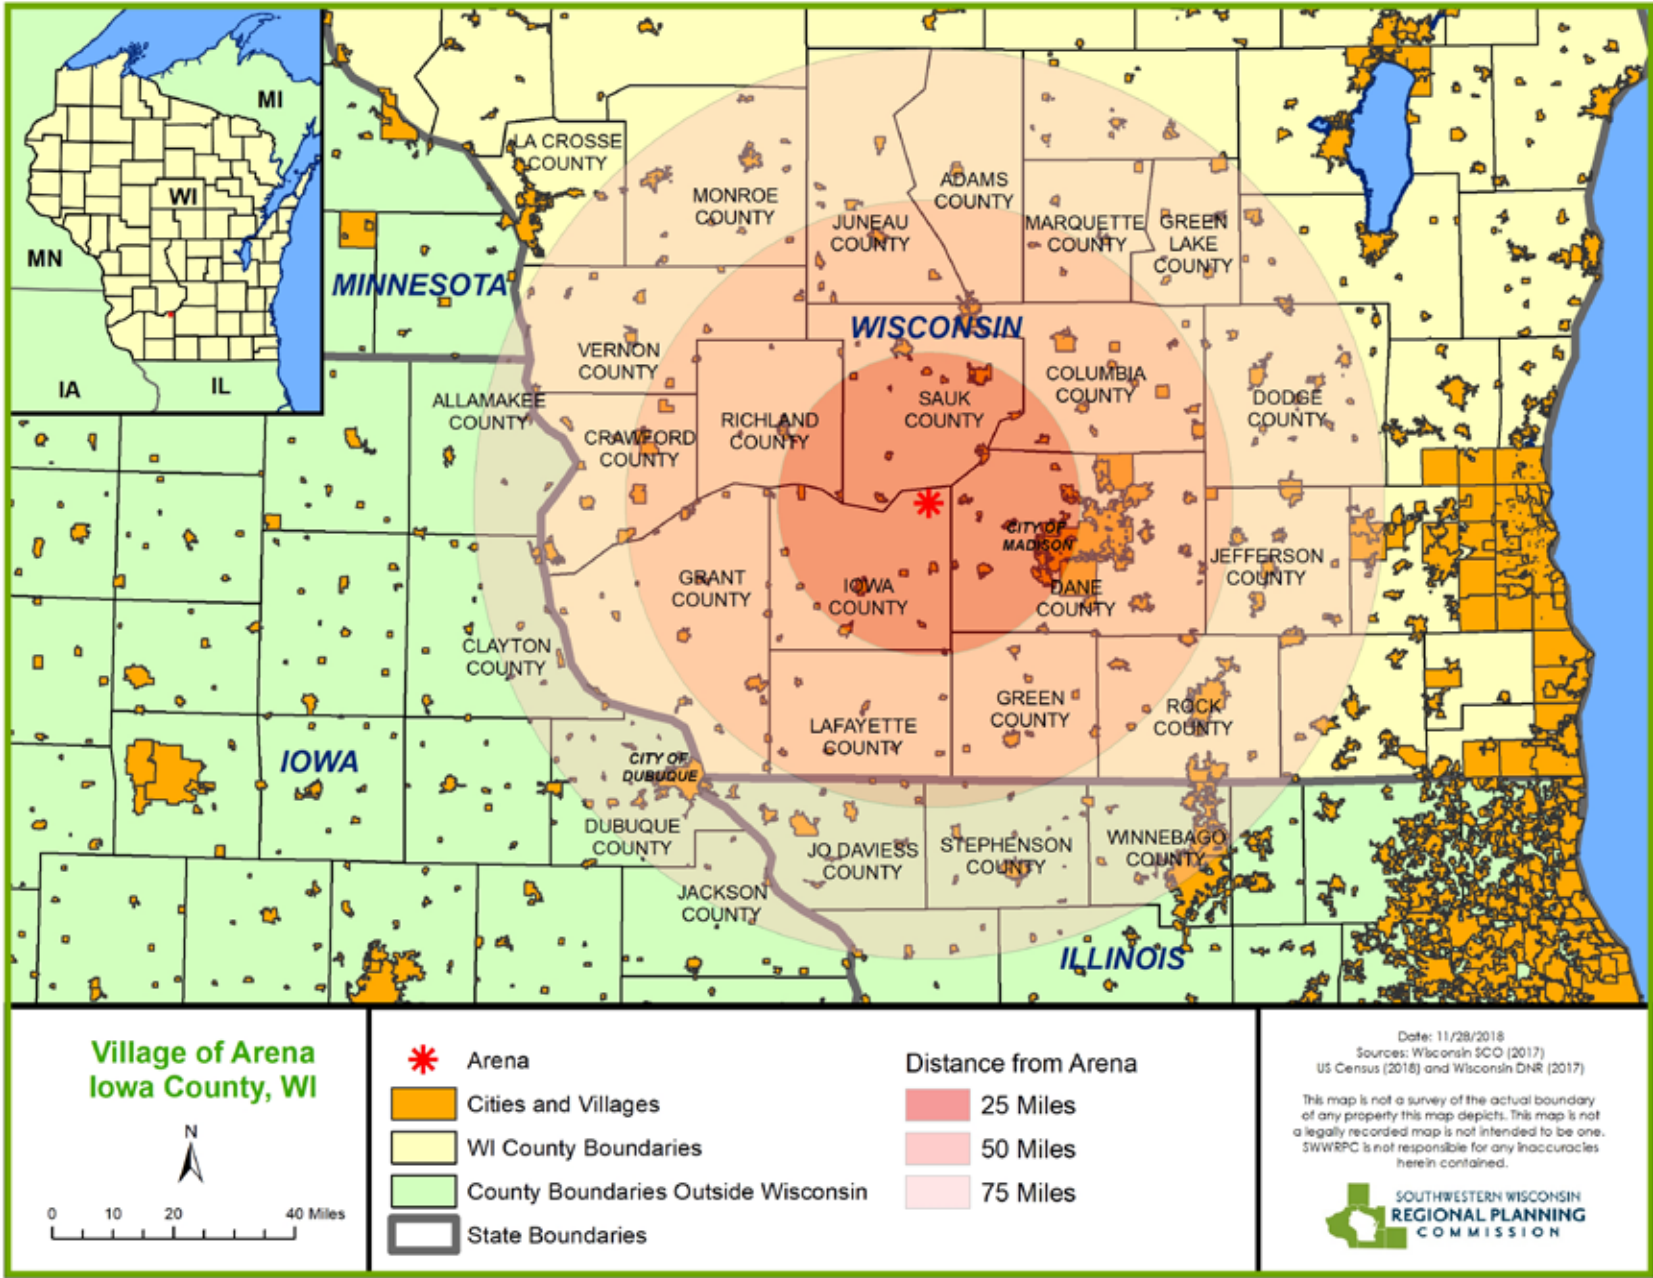 MI
WI
MN
IA
IL
LA CROSSE
COUNTY
MONROE
COUNTY
JUNEAU
COUNTY
ADAMS
COUNTY
MARQUETTE
COUNTY
GREEN
LAKE
COUNTY
MINNESOTA
WISCONSIN
VERNON
COUNTY
ALLAMAKEE
COUNTY
CRAWFORD
COUNTY
RICHLAND
COUNTY
SAUK
COUNTY
COLUMBIA
COUNTY
DODGE
COUNTY
CITY OF
MADISON
JEFFERSON
COUNTY
GRANT
COUNTY
IOWA
COUNTY
DANE
COUNTY
CLAYTON
COUNTY
LAFAYETTE
COUNTY
GREEN
COUNTY
ROCK
COUNTY
IOWA
CITY OF
DUBUQUE
DUBUQUE
COUNTY
JO DAVIESS
COUNTY
STEPHENSON
COUNTY
WINNEBAGO
COUNTY
JACKSON
COUNTY
ILLINOIS
Village of Arena
Iowa County, WI
N
0 10 20 40 Miles
Arena
Cities and Villages
WI County Boundaries
County Boundaries Outside Wisconsin
State Boundaries
Distance from Arena
25 Miles
50 Miles
75 Miles
Date: 11/28/2018
Sources: Wisconsin SCO (2017)
US Census (2018) and Wisconsin DNR (2017)
This map is not a survey of the actual boundary
of any property this map depicts. This map is not
a legally recorded map is not intended to be one.
SWWRPC is not responsible for any inaccuracies
herein contained.
SOUTHWESTERN WISCONSIN
REGIONAL PLANNING
COMMISSION